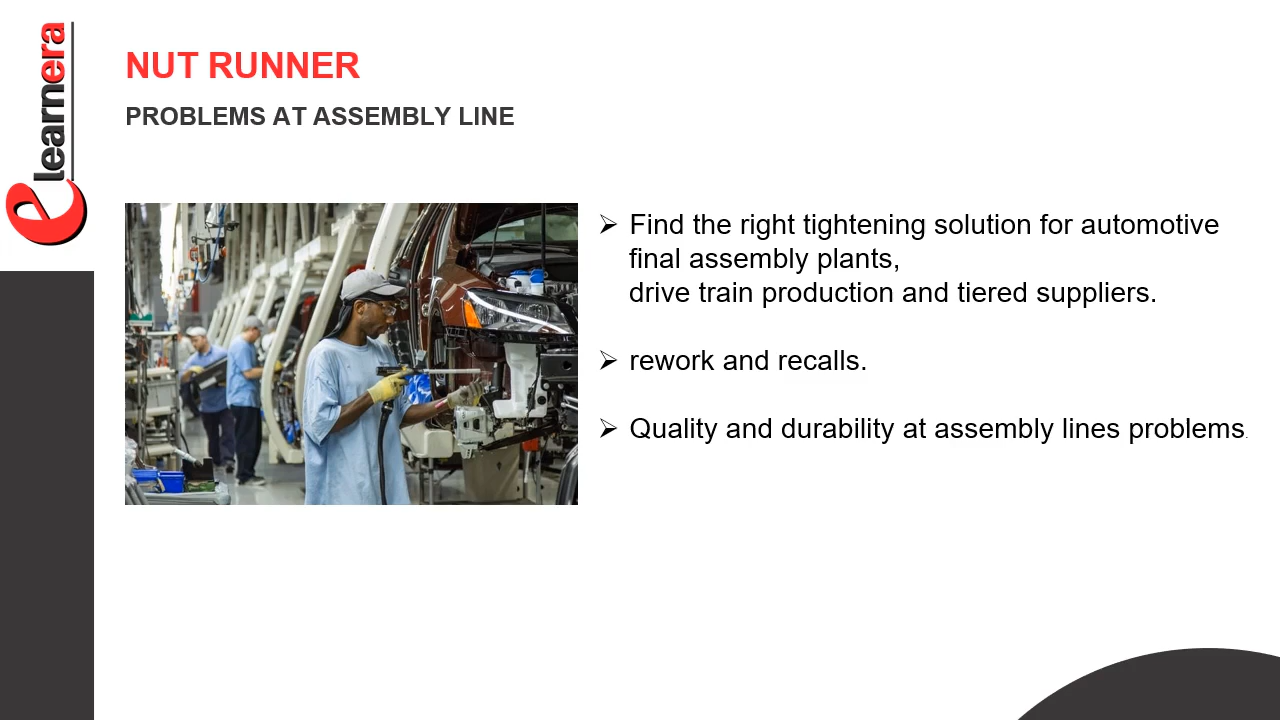 elearnera
NUT RUNNER
PROBLEMS AT ASSEMBLY LINE
➢ Find the right tightening solution for automotive
final assembly plants,
drive train production and tiered suppliers.
➢ rework and recalls.
➢ Quality and durability at assembly lines problems.